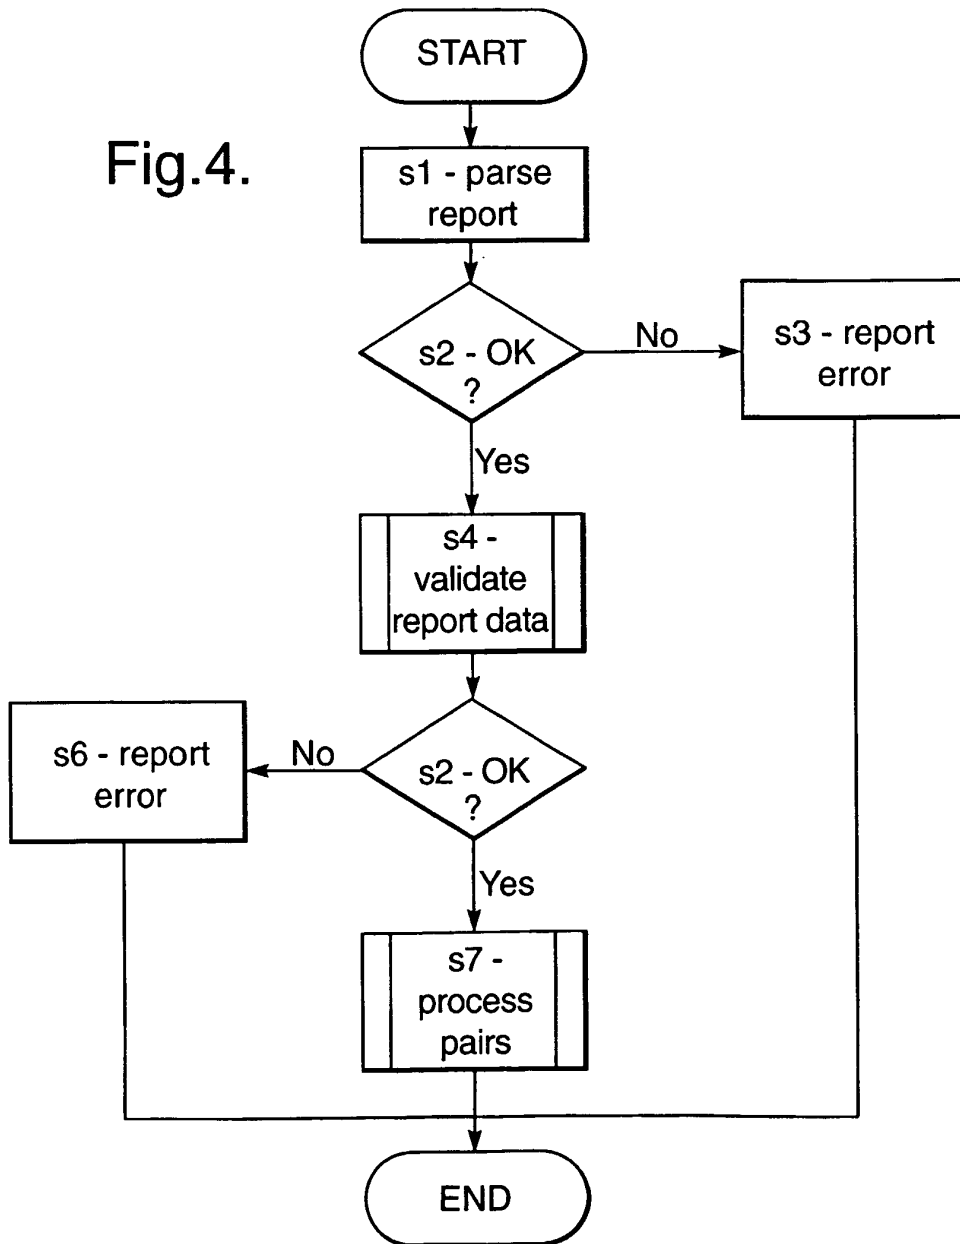 START
Fig.4.
s1 - parse
report
s2 - OK
?
No
s3 - report
error
Yes
s4 -
validate
report data
s6 - report
error
No
s2 - OK
?
Yes
s7 -
process
pairs
END